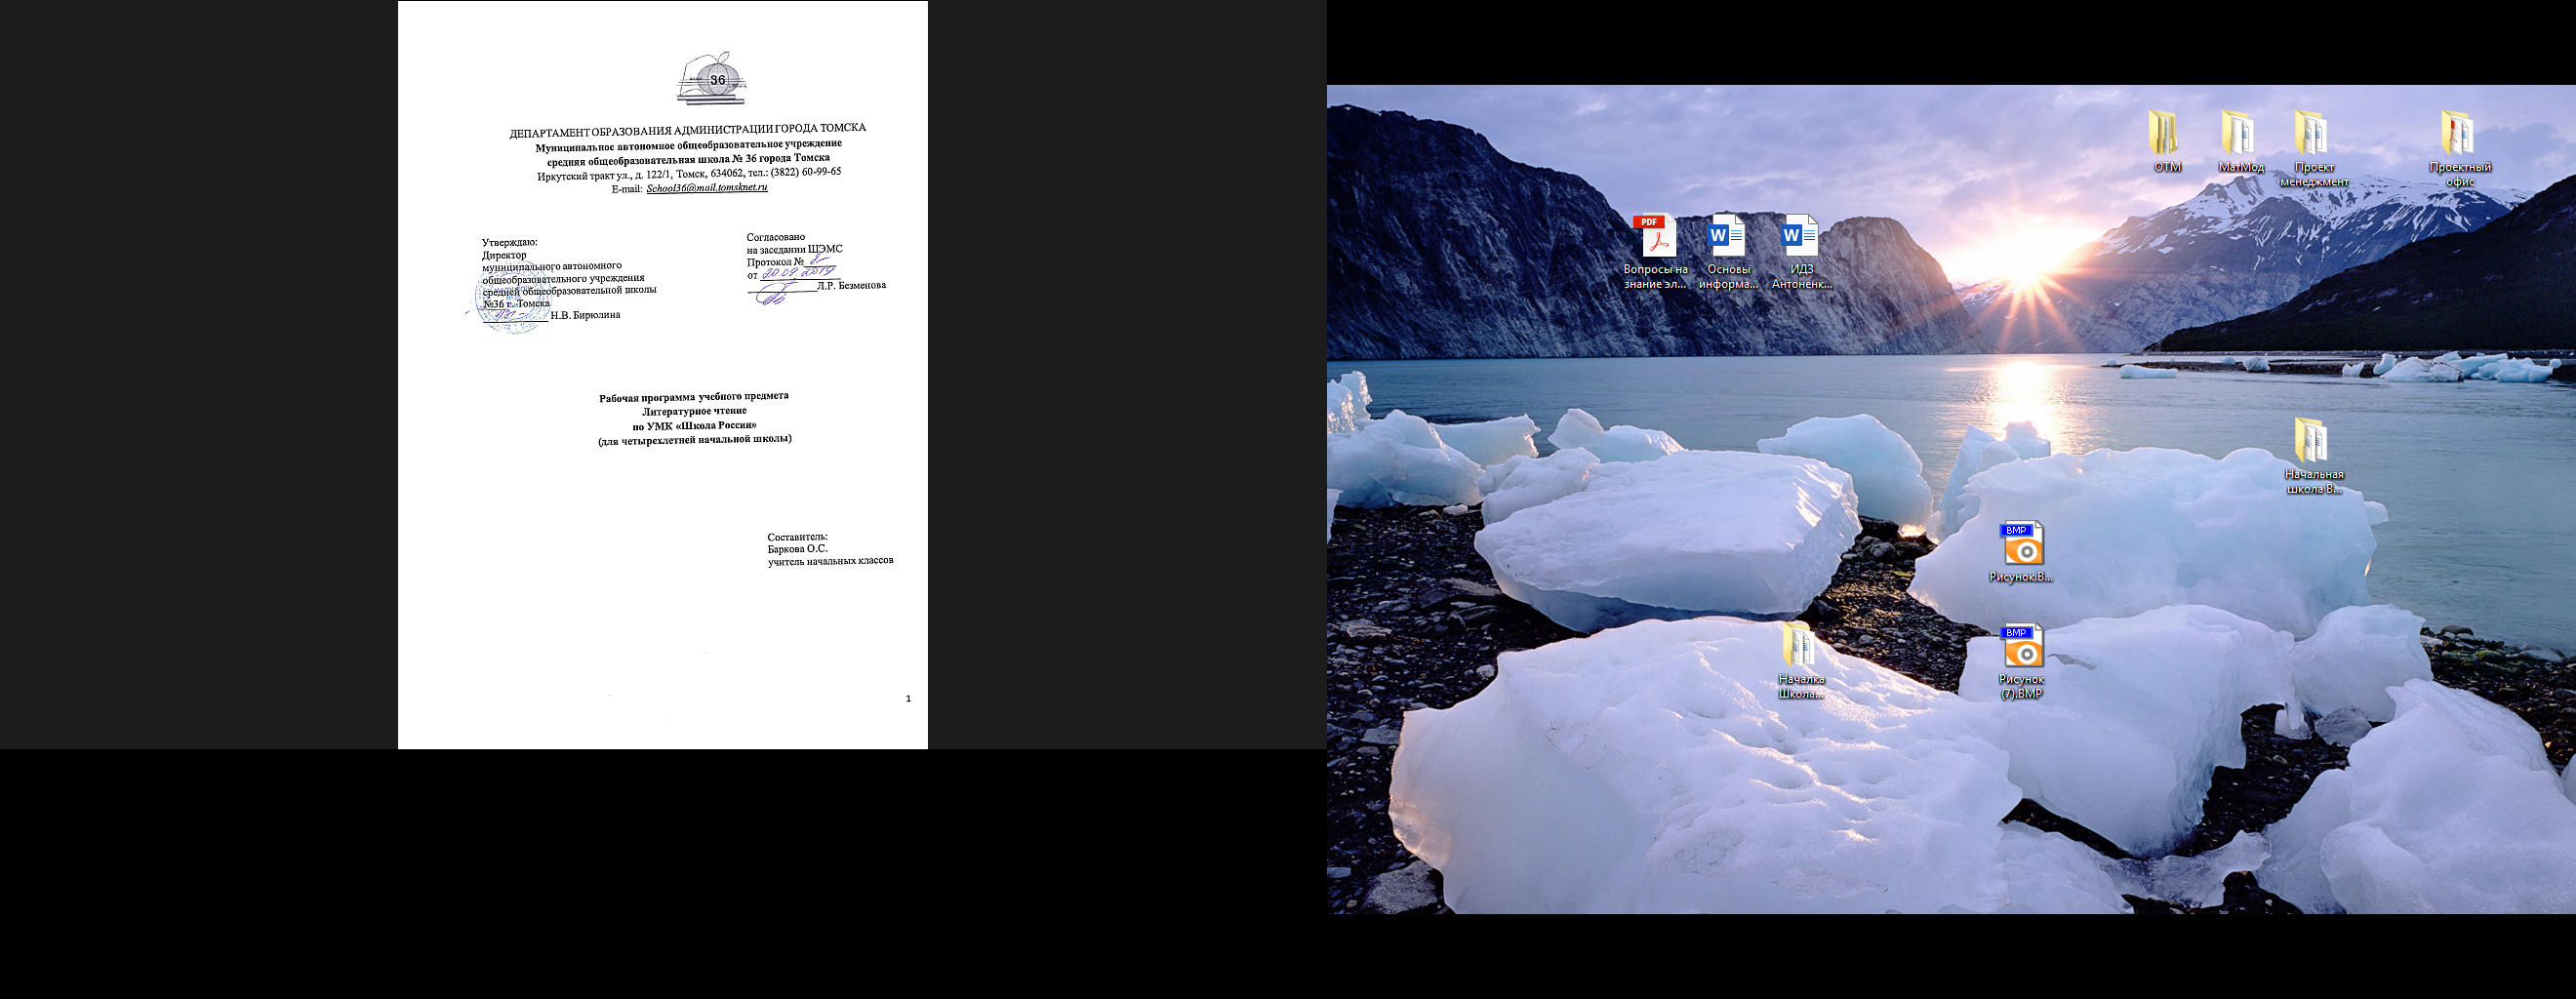 36
ДЕПАРТАМЕНТ ОБРАЗОВАНИЯ АДМИНИСТРАЦИИ ГОРОДА ТОМСКА
Муниципальное автономное общеобразовательное учреждение
средняя общеобразовательная школа № 36 города Томска
Иркутский тракт ул., д. 122/1, Томск, 634062, тел.: (3822) 60-99-65
E-mail: School36@mail.tomsknet.ru
Утверждаю:
Директор
муниципального автономного
общеобразовательного учреждения
средней общеобразовательной школы
№36 г. Томска
Н.В. Бирюлина
Согласовано
на заседании ШЭМС
Протокол №
от 20.09.2019
Л.Р. Безменова
Рабочая программа учебного предмета
Литературное чтение
по УМК «Школа России»
(для четырехлетней начальной школы)
Составитель:
Баркова О.С.
учитель начальных классов
1
ОТМ
МатМод
Проект
менеджмент
Проектный
офис
PDF
Вопросы на
знание эл...
W
Основы
информа...
W
ИДЗ
Антоненк...
Начальная
школа В...
BMP
Рисунок.B...
Началка
Школа...
BMP
Рисунок
(7).BMP